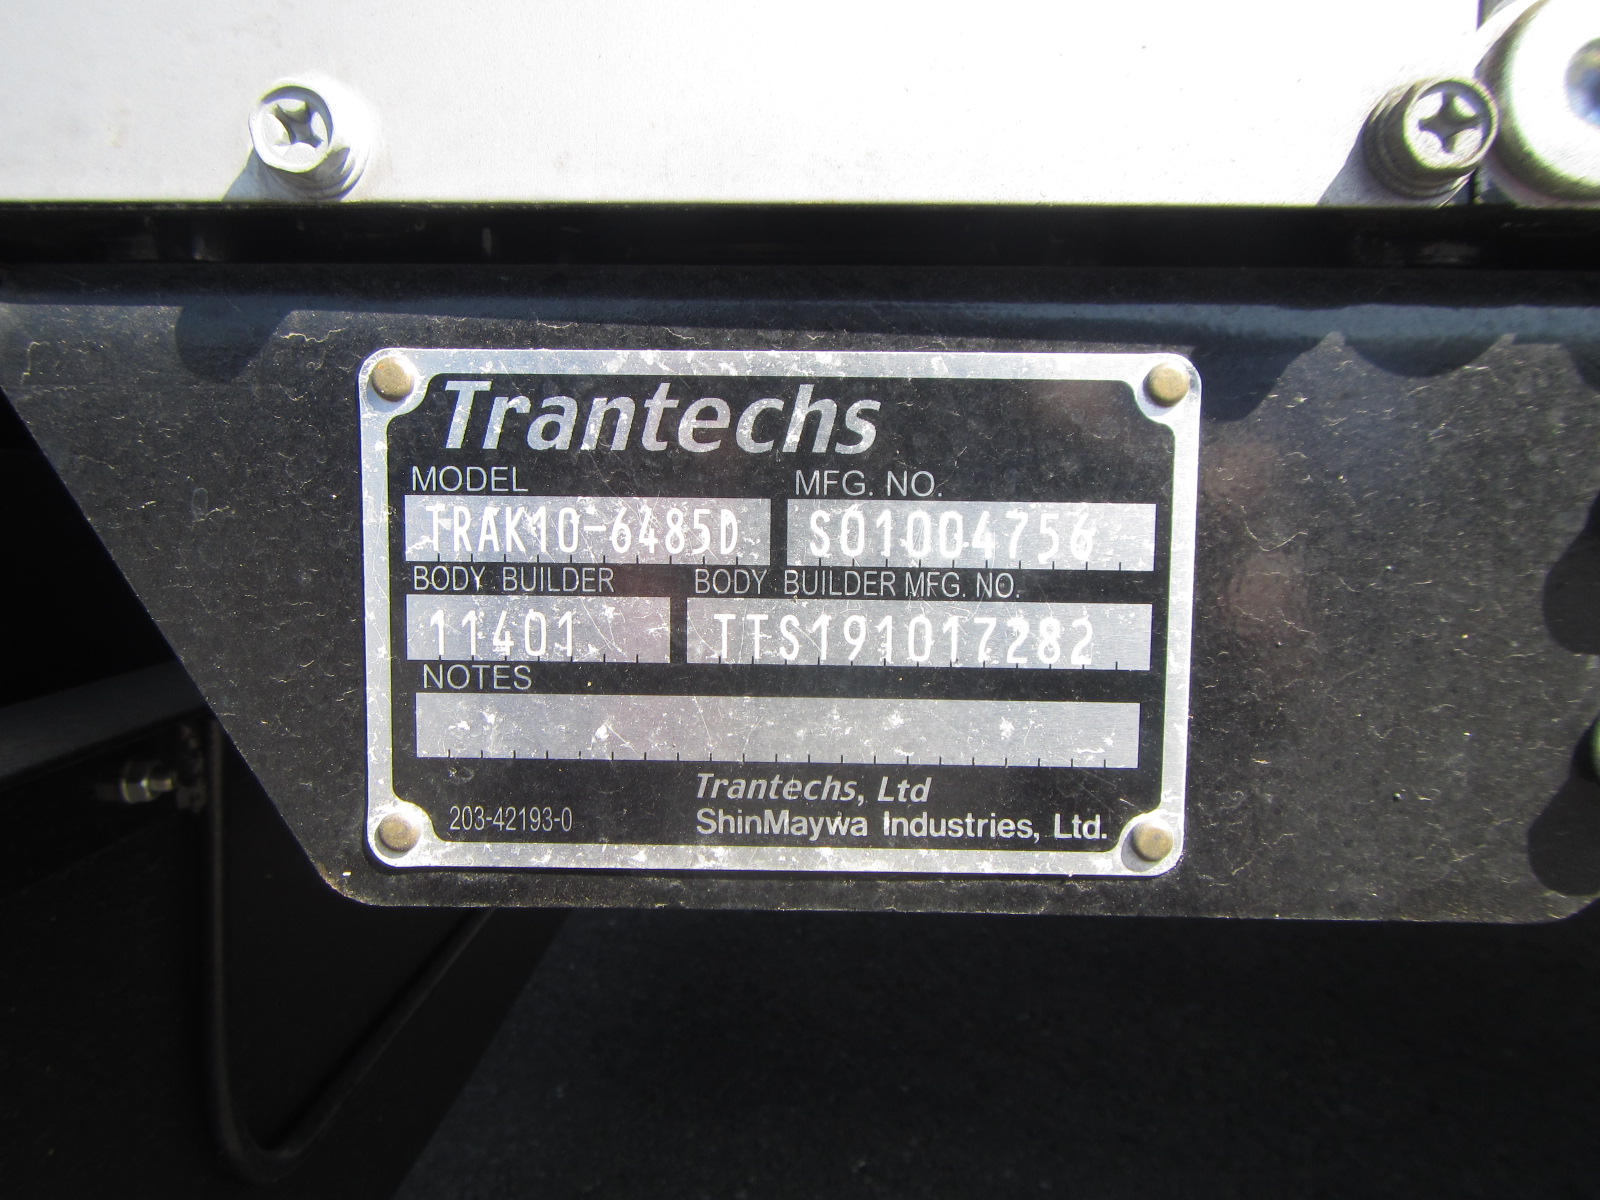 Trantechs
MODEL MFG. NO.
TRAK10-6485D S01004756
BODY BUILDER BODY BUILDER MFG. NO.
11401 TTS191017282
NOTES
Trantechs, Ltd
203-42193-0 ShinMaywa Industries, Ltd.